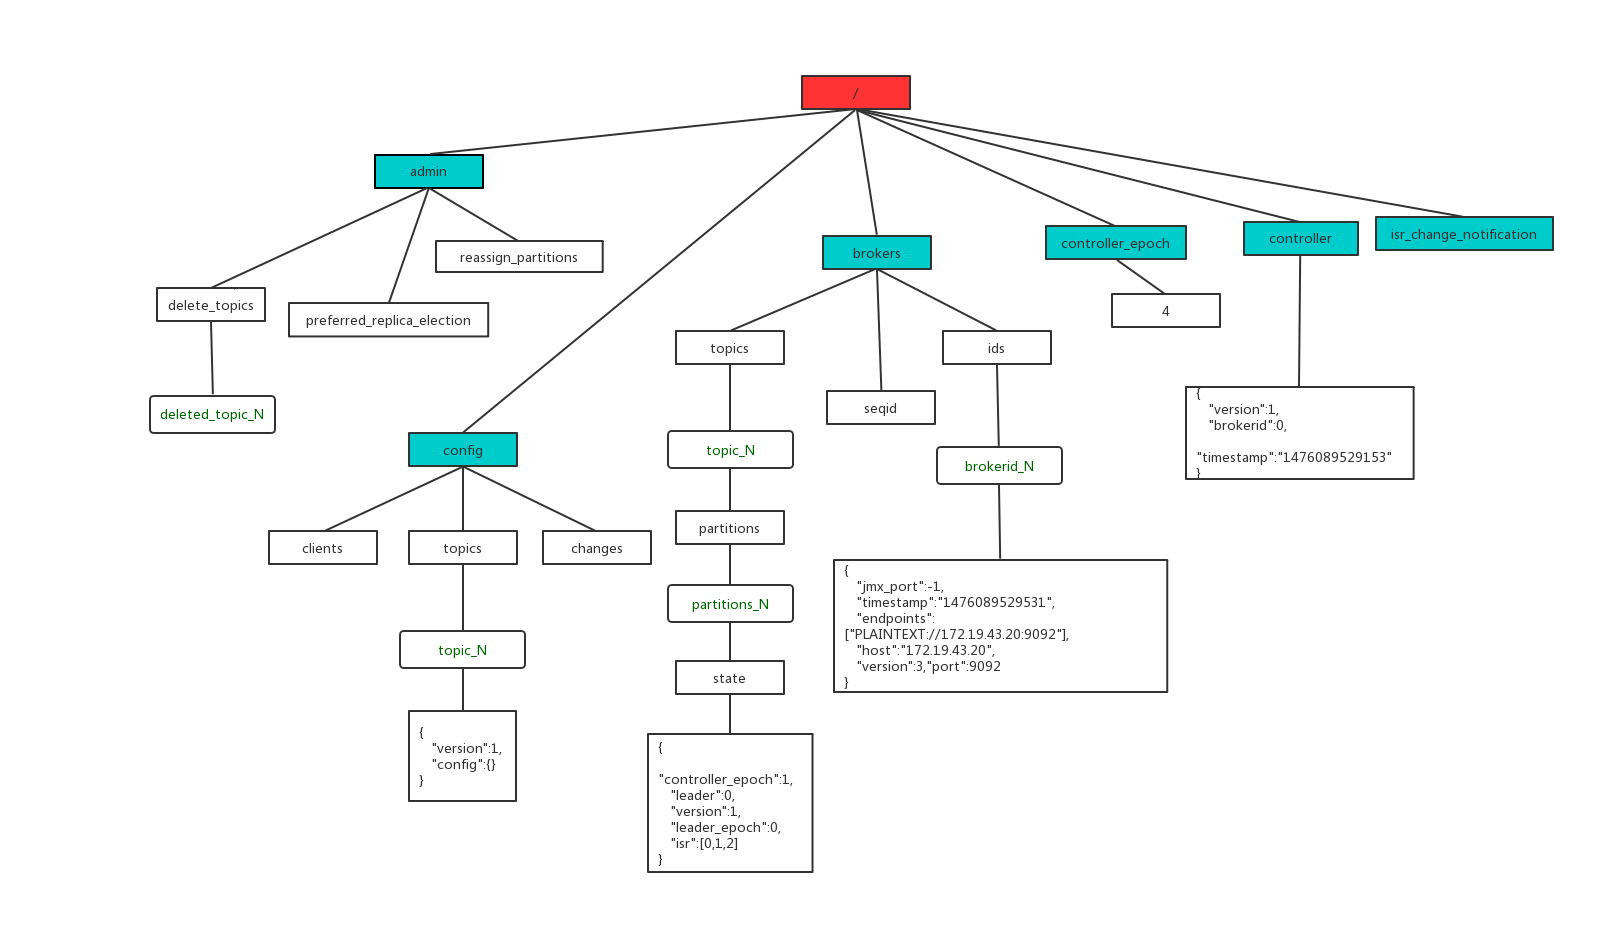 /
admin
controller_epoch
controller
isr_change_notification
brokers
reassign_partitions
delete_topics
preferred_replica_election
4
topics
ids
seqid
deleted_topic_N
{
"version":1,
"brokerid":0,
"timestamp":"1476089529153"
}
config
topic_N
brokerid_N
partitions
clients
topics
changes
{
"jmx_port":-1,
"timestamp":"1476089529531",
"endpoints":
["PLAINTEXT://172.19.43.20:9092"],
"host":"172.19.43.20",
"version":3,"port":9092
}
partitions_N
topic_N
state
{
"version":1,
"config":{}
}
{
"controller_epoch":1,
"leader":0,
"version":1,
"leader_epoch":0,
"isr":[0,1,2]
}